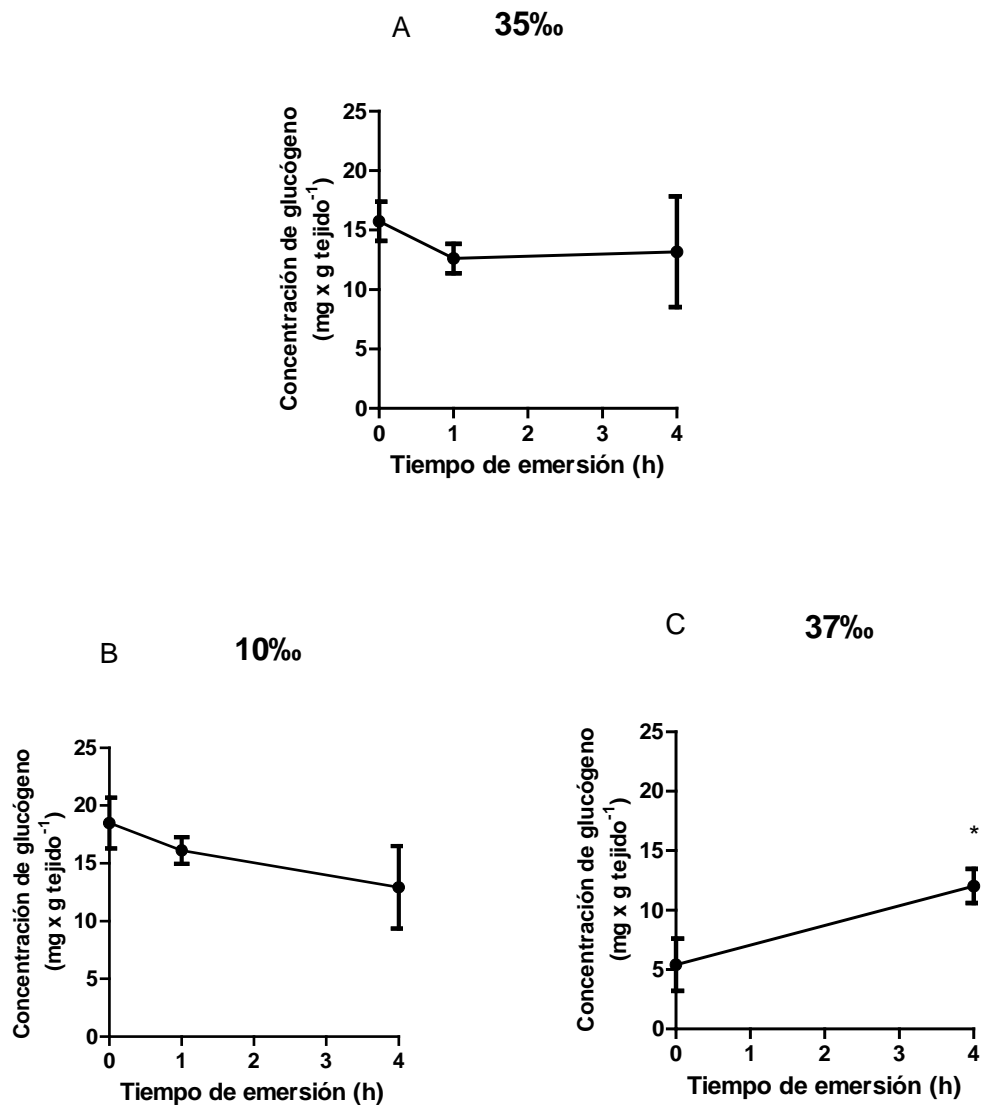 A 35‰
Concentración de glucógeno
(mg x g tejido⁻¹)
25
20
15
10
5
0
0 1 2 3 4
Tiempo de emersión (h)
B 10‰
Concentración de glucógeno
(mg x g tejido⁻¹)
25
20
15
10
5
0
0 1 2 3 4
Tiempo de emersión (h)
C 37‰
Concentración de glucógeno
(mg x g tejido⁻¹)
25
20
15
10
5
0
*
0 1 2 3 4
Tiempo de emersión (h)